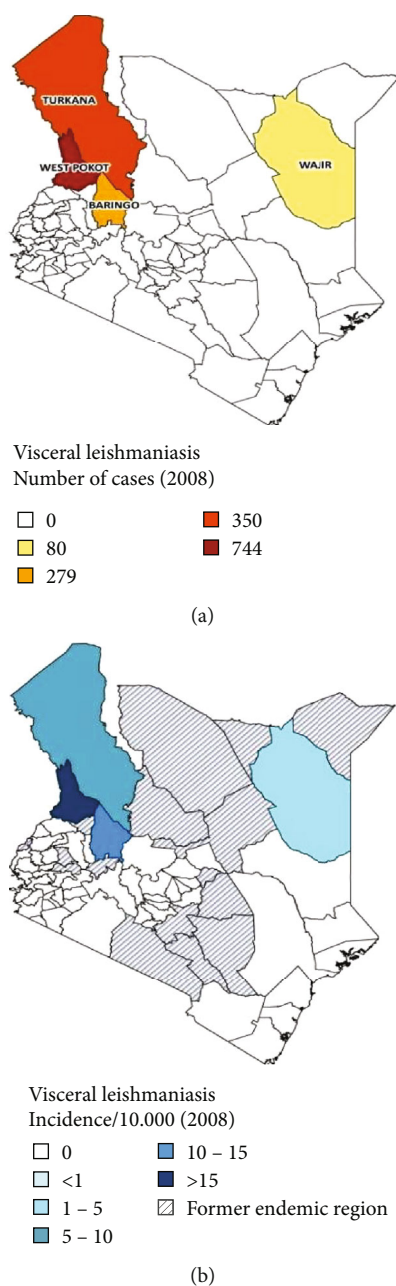 TURKANA
WEST POKOT
BARINGO
WAJIR
Visceral leishmaniasis
Number of cases (2008)
0
80
279
350
744
(a)
Visceral leishmaniasis
Incidence/10.000 (2008)
0
<1
1 – 5
5 – 10
10 – 15
>15
Former endemic region
(b)